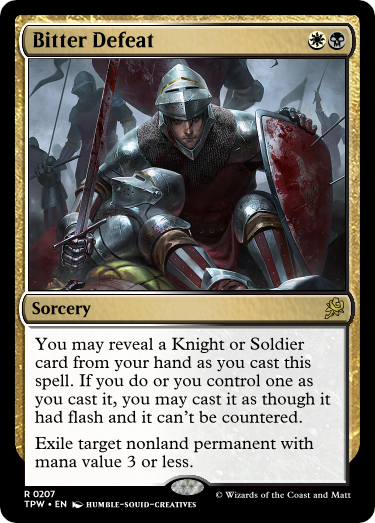 Bitter Defeat
Sorcery
You may reveal a Knight or Soldier
card from your hand as you cast this
spell. If you do or you control one as
you cast it, you may cast it as though it
had flash and it can't be countered.
Exile target nonland permanent with
mana value 3 or less.
R 0207
TPW • EN HUMBLE-SOUID-CREATIVES
© Wizards of the Coast and Matt